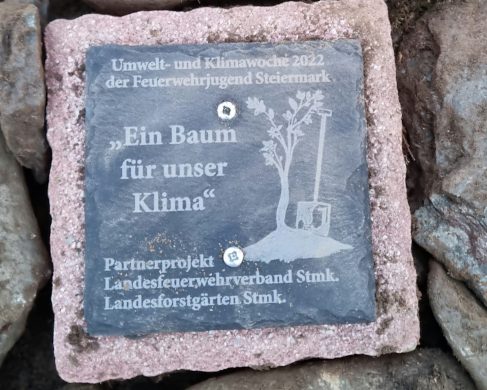 Umwelt- und Klimawoche 2022
der Feuerwehrjugend Steiermark
„Ein Baum
für unser
Klima“
Partnerprojekt
Landesfeuerwehrverband Stmk.
Landesforstgärten Stmk.